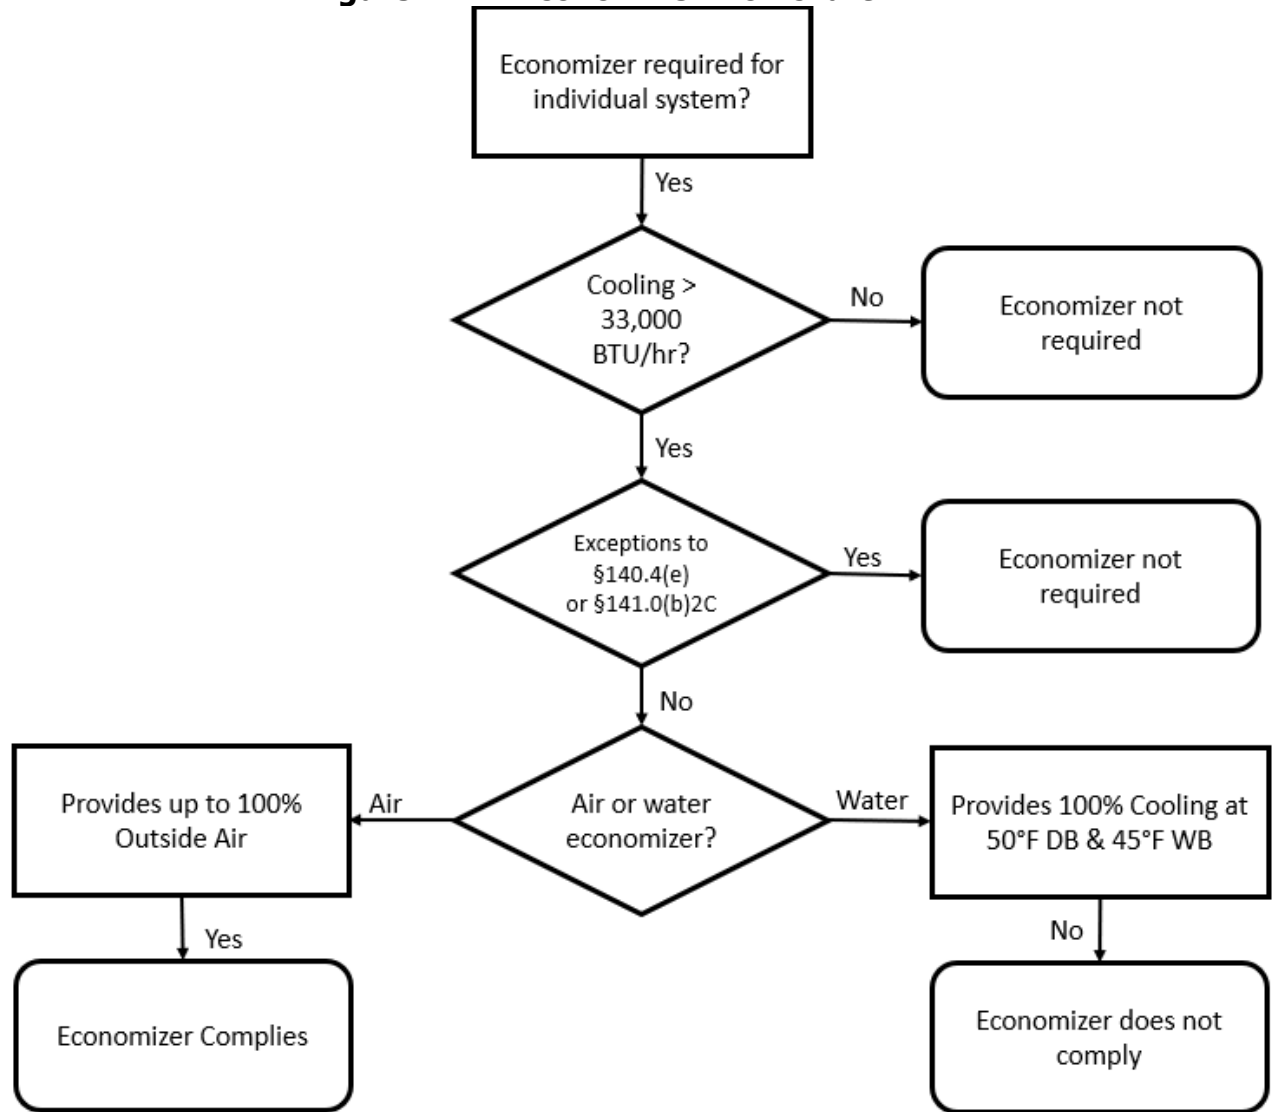 Economizer required for
individual system?
Yes
Cooling >
33,000
BTU/hr?
No
Economizer not
required
Yes
Exceptions to
§140.4(e)
or §141.0(b)2C
Yes
Economizer not
required
No
Air or water
economizer?
Air
Provides up to 100%
Outside Air
Water
Provides 100% Cooling at
50°F DB & 45°F WB
Yes
No
Economizer Complies
Economizer does not
comply